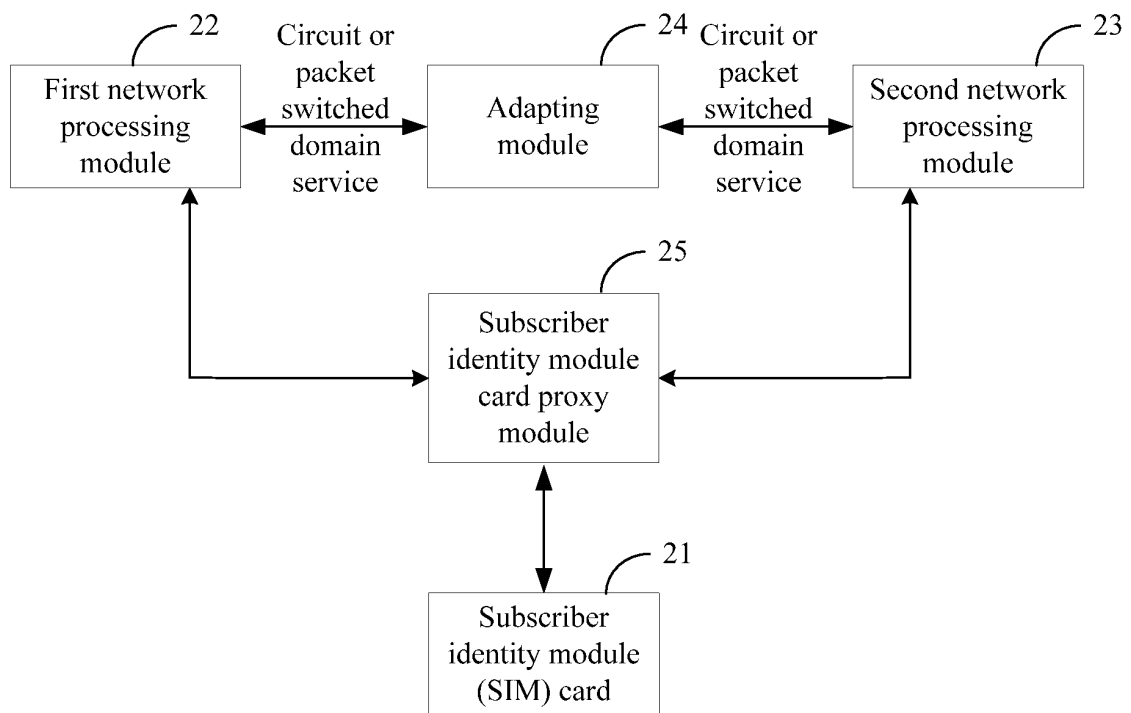 22
24
23
First network
processing
module
Circuit or
packet
switched
domain
service
Adapting
module
Circuit or
packet
switched
domain
service
Second network
processing
module
25
Subscriber
identity module
card proxy
module
21
Subscriber
identity module
(SIM) card